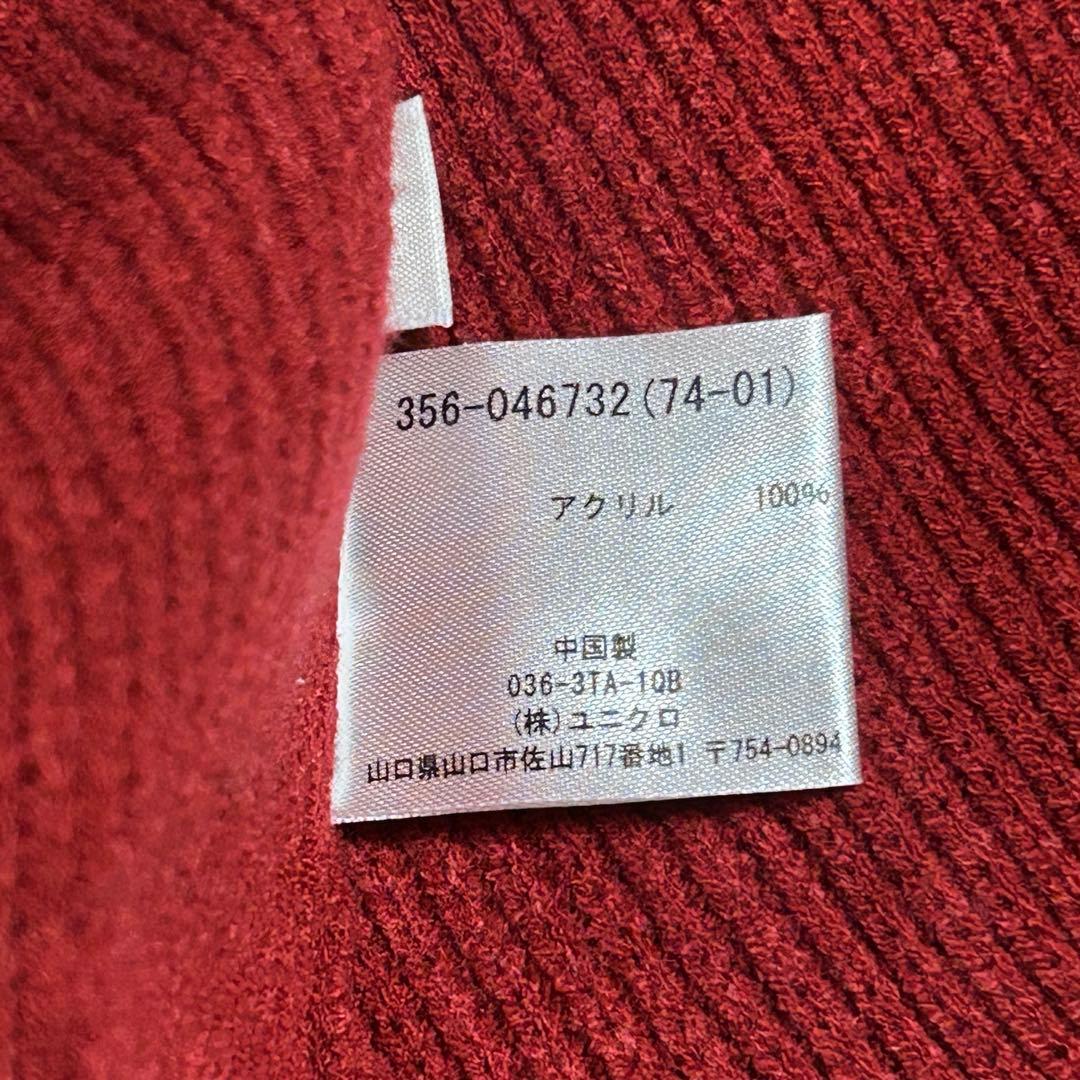 356-046732(74-01)
アクリル 100%
中国製
036-3TA-1QB
(株)ユニクロ
山口県山口市佐山717番地1 〒754-0894